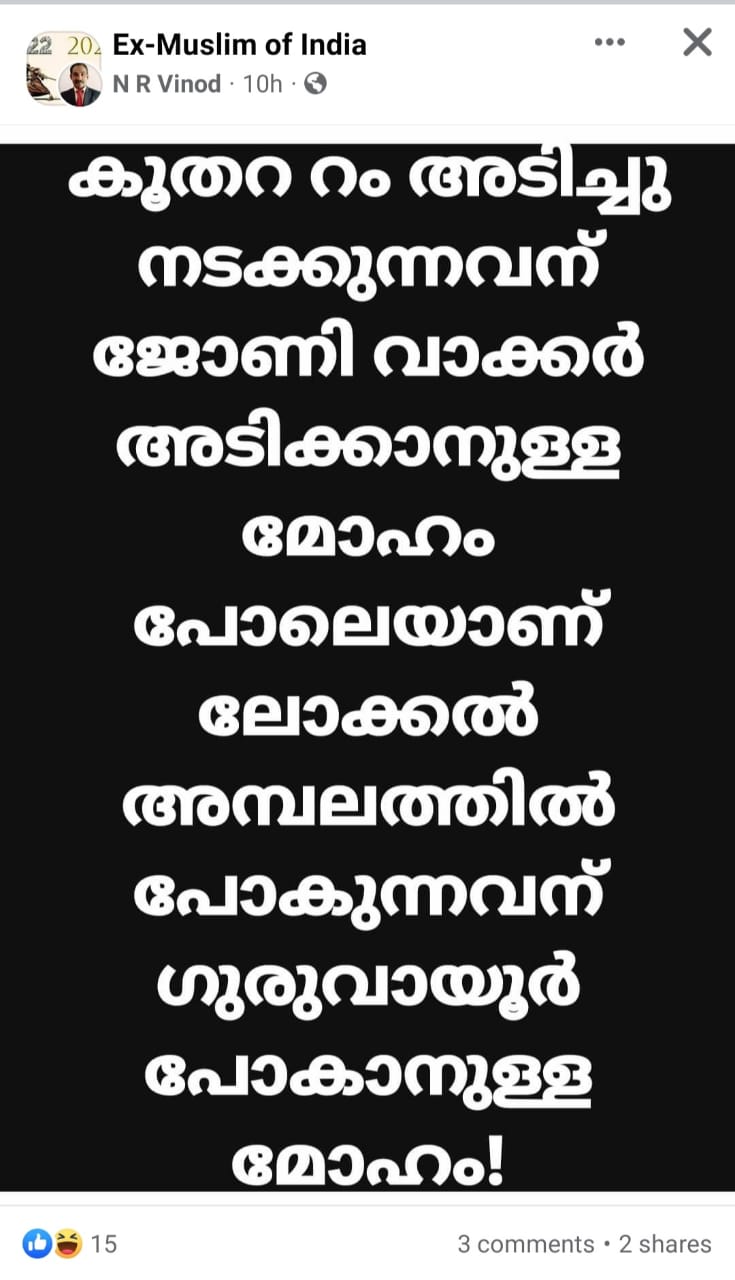 Ex-Muslim of India
N R Vinod · 10h ·
കൂതറ റം അടിച്ചു
നടക്കുന്നവന്
ജോണി വാക്കർ
അടിക്കാനുള്ള
മോഹം
പോലെയാണ്
ലോക്കൽ
അമ്പലത്തിൽ
പോകുന്നവന്
ഗുരുവായൂർ
പോകാനുള്ള
മോഹം!
15
3 comments • 2 shares